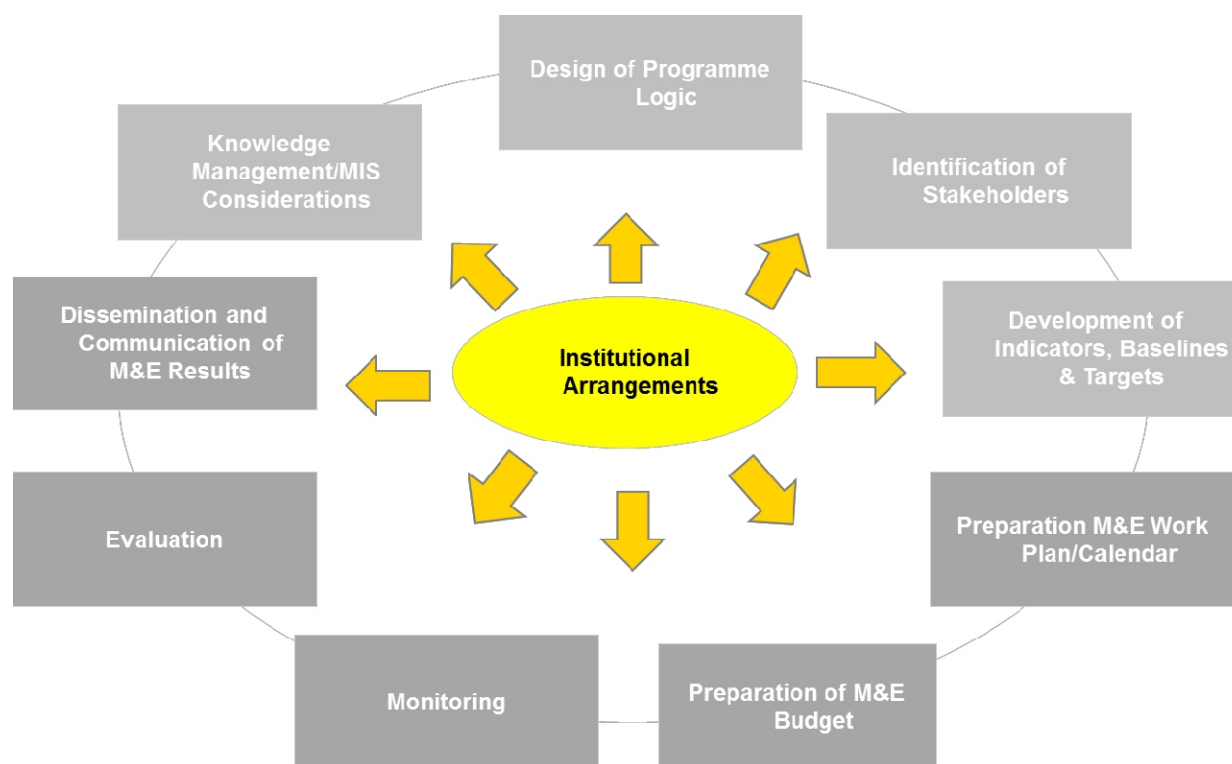 Design of Programme
Logic
Identification of
Stakeholders
Development of
Indicators, Baselines
& Targets
Preparation M&E Work
Plan/Calendar
Preparation of M&E
Budget
Monitoring
Evaluation
Dissemination and
Communication of
M&E Results
Knowledge
Management/MIS
Considerations
Institutional
Arrangements